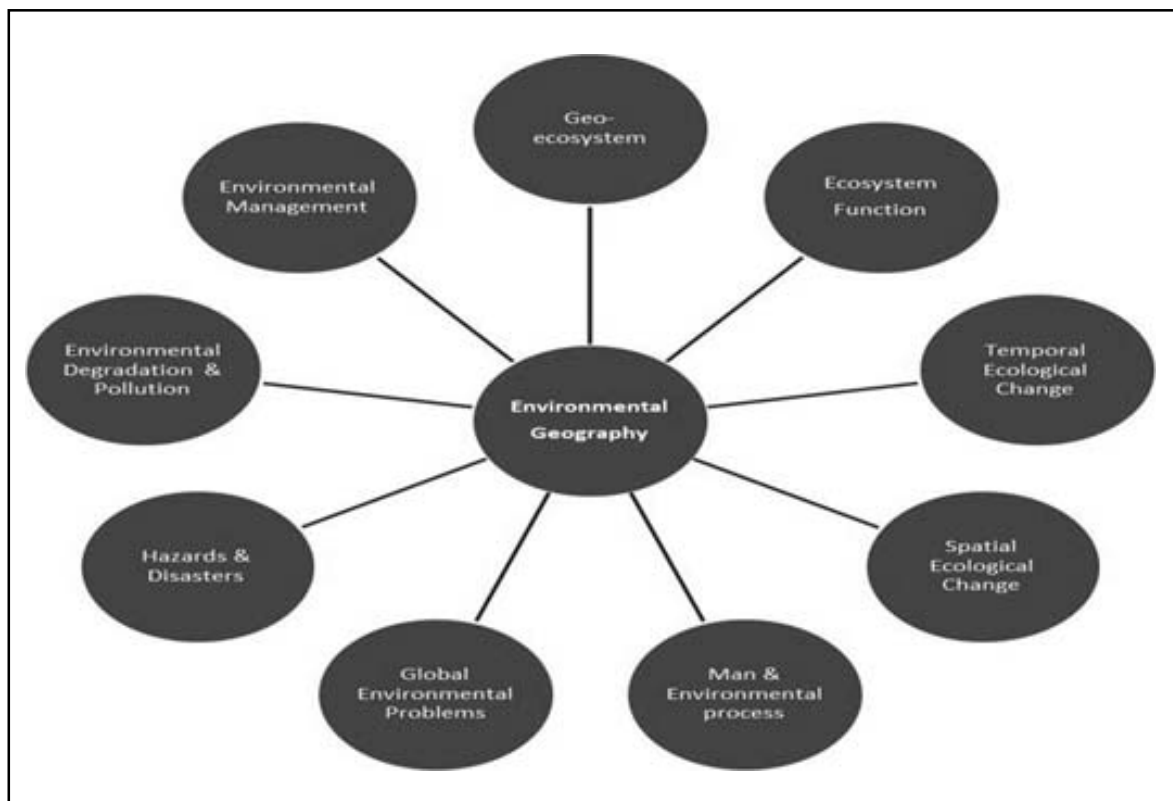 Geo-
ecosystem
Ecosystem
Function
Temporal
Ecological
Change
Spatial
Ecological
Change
Man &
Environmental
process
Global
Environmental
Problems
Hazards &
Disasters
Environmental
Degradation &
Pollution
Environmental
Management
Environmental
Geography